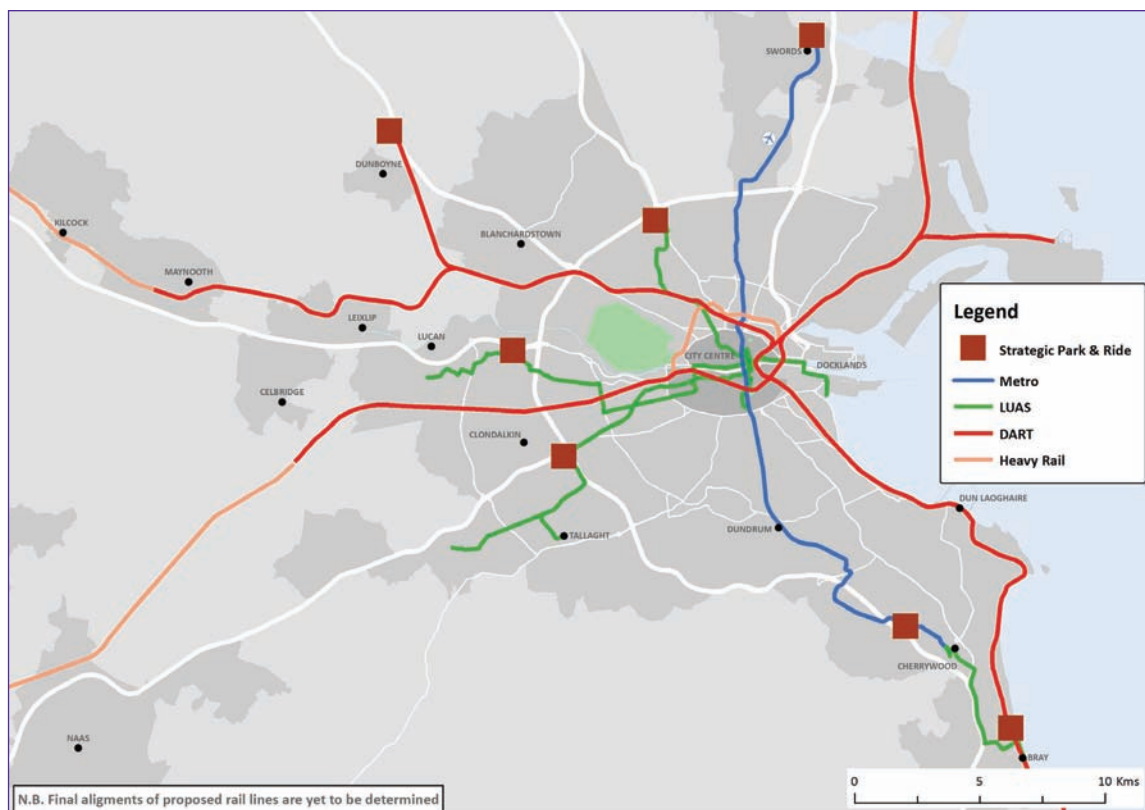 SWORDS
DUNBOYNE
KILCOCK
BLANCHARDSTOWN
MAYNOOTH
LEIXLIP
LUCAN
CITY CENTRE
DOCKLANDS
CELBRIDGE
CLONDALKIN
DUN LAOGHAIRE
DUNDRUM
TALLAGHT
CHERRYWOOD
NAAS
BRAY
Legend
Strategic Park & Ride
Metro
LUAS
DART
Heavy Rail
0 5 10 Kms
N.B. Final aligments of proposed rail lines are yet to be determined